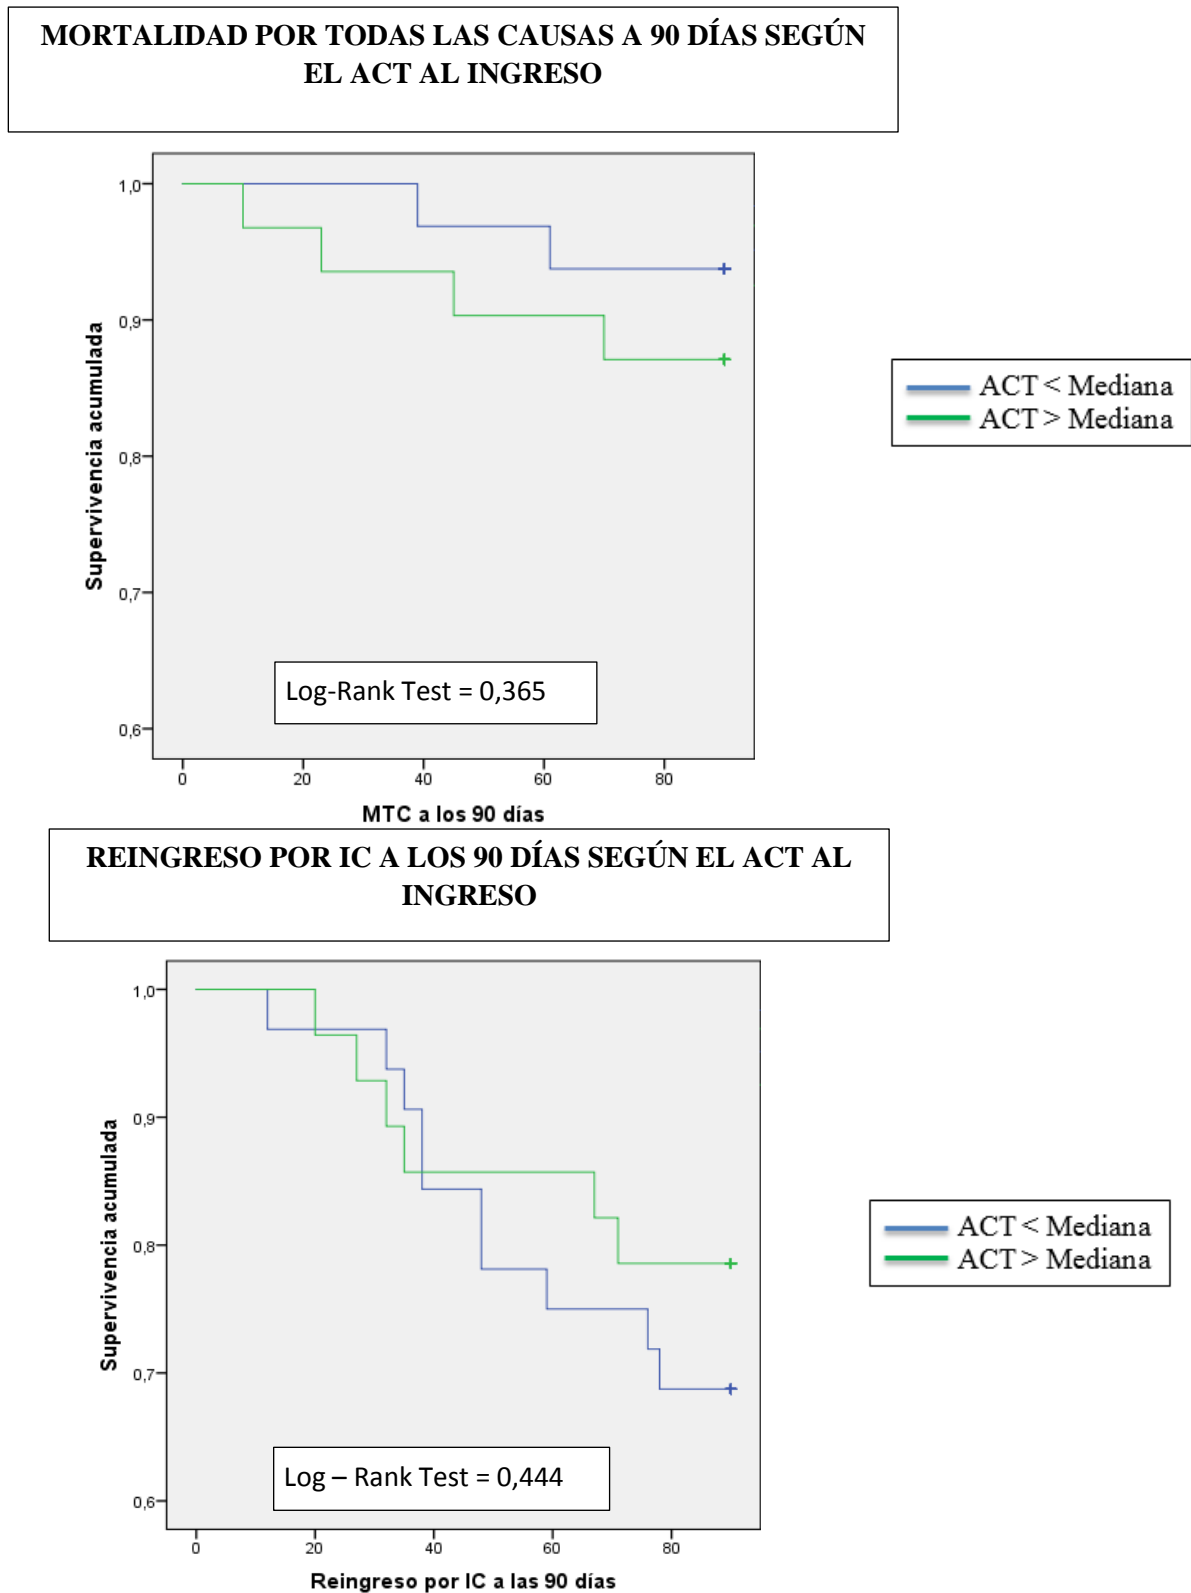 MORTALIDAD POR TODAS LAS CAUSAS A 90 DÍAS SEGÚN
EL ACT AL INGRESO
1,0
0,9
0,8
0,7
0,6
Supervivencia acumulada
Log-Rank Test = 0,365
0 20 40 60 80
MTC a los 90 días
ACT < Mediana
ACT > Mediana
REINGRESO POR IC A LOS 90 DÍAS SEGÚN EL ACT AL
INGRESO
1,0
0,9
0,8
0,7
0,6
Supervivencia acumulada
Log – Rank Test = 0,444
0 20 40 60 80
Reingreso por IC a las 90 días
ACT < Mediana
ACT > Mediana